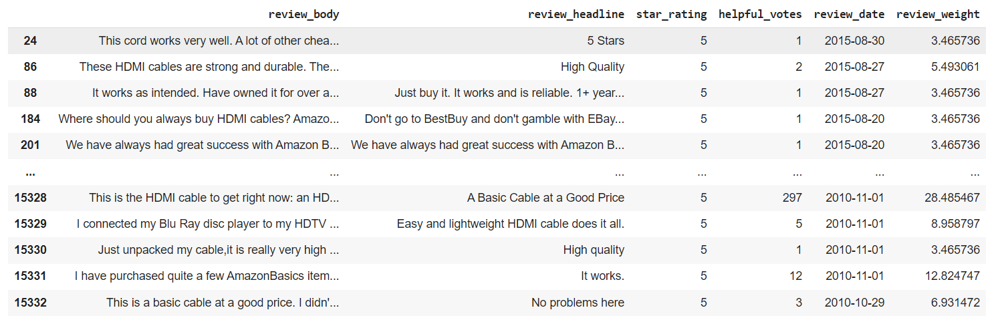 review_body review_headline star_rating helpful_votes review_date review_weight
24 This cord works very well. A lot of other chea... 5 Stars 5 1 2015-08-30 3.465736
86 These HDMI cables are strong and durable. The... High Quality 5 2 2015-08-27 5.493061
88 It works as intended. Have owned it for over a... Just buy it. It works and is reliable. 1+ year... 5 1 2015-08-27 3.465736
184 Where should you always buy HDMI cables? Amazo... Don't go to BestBuy and don't gamble with EBay... 5 1 2015-08-20 3.465736
201 We have always had great success with Amazon B... We have always had great success with Amazon B... 5 1 2015-08-20 3.465736
... ... ... ... ... ... ...
15328 This is the HDMI cable to get right now: an HD... A Basic Cable at a Good Price 5 297 2010-11-01 28.485467
15329 I connected my Blu Ray disc player to my HDTV ... Easy and lightweight HDMI cable does it all. 5 5 2010-11-01 8.958797
15330 Just unpacked my cable,it is really very high ... High quality 5 1 2010-11-01 3.465736
15331 I have purchased quite a few AmazonBasics item... It works. 5 12 2010-11-01 12.824747
15332 This is a basic cable at a good price. I didn'... No problems here 5 3 2010-10-29 6.931472